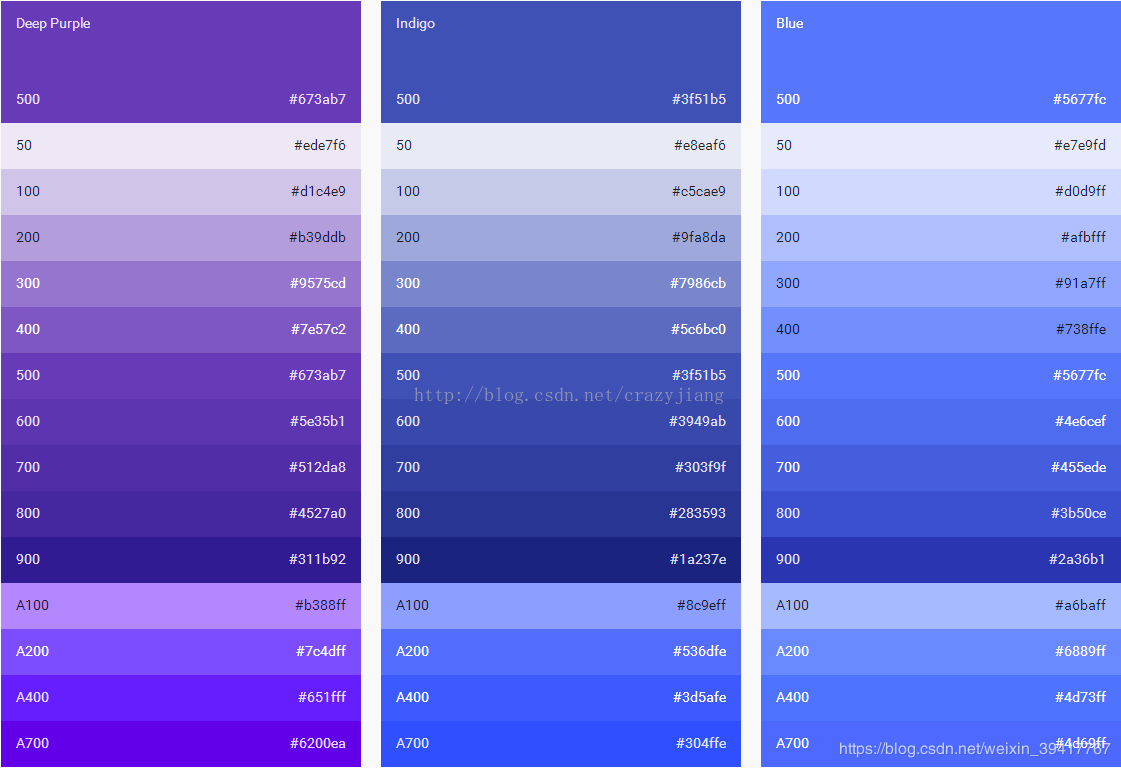 Deep Purple
500 #673ab7
50 #ede7f6
100 #d1c4e9
200 #b39ddb
300 #9575cd
400 #7e57c2
500 #673ab7
600 #5e35b1
700 #512da8
800 #4527a0
900 #311b92
A100 #b388ff
A200 #7c4dff
A400 #651fff
A700 #6200ea
Indigo
500 #3f51b5
50 #e8eaf6
100 #c5cae9
200 #9fa8da
300 #7986cb
400 #5c6bc0
500 #3f51b5
http://blog.csdn.net/crazyjiang
600 #3949ab
700 #303f9f
800 #283593
900 #1a237e
A100 #8c9eff
A200 #536dfe
A400 #3d5afe
A700 #304ffe
Blue
500 #5677fc
50 #e7e9fd
100 #d0d9ff
200 #afbfff
300 #91a7ff
400 #738ffe
500 #5677fc
600 #4e6cef
700 #455ede
800 #3b50ce
900 #2a36b1
A100 #a6baff
A200 #6889ff
A400 #4d73ff
A700 #4d69ff
https://blog.csdn.net/weixin_39417767